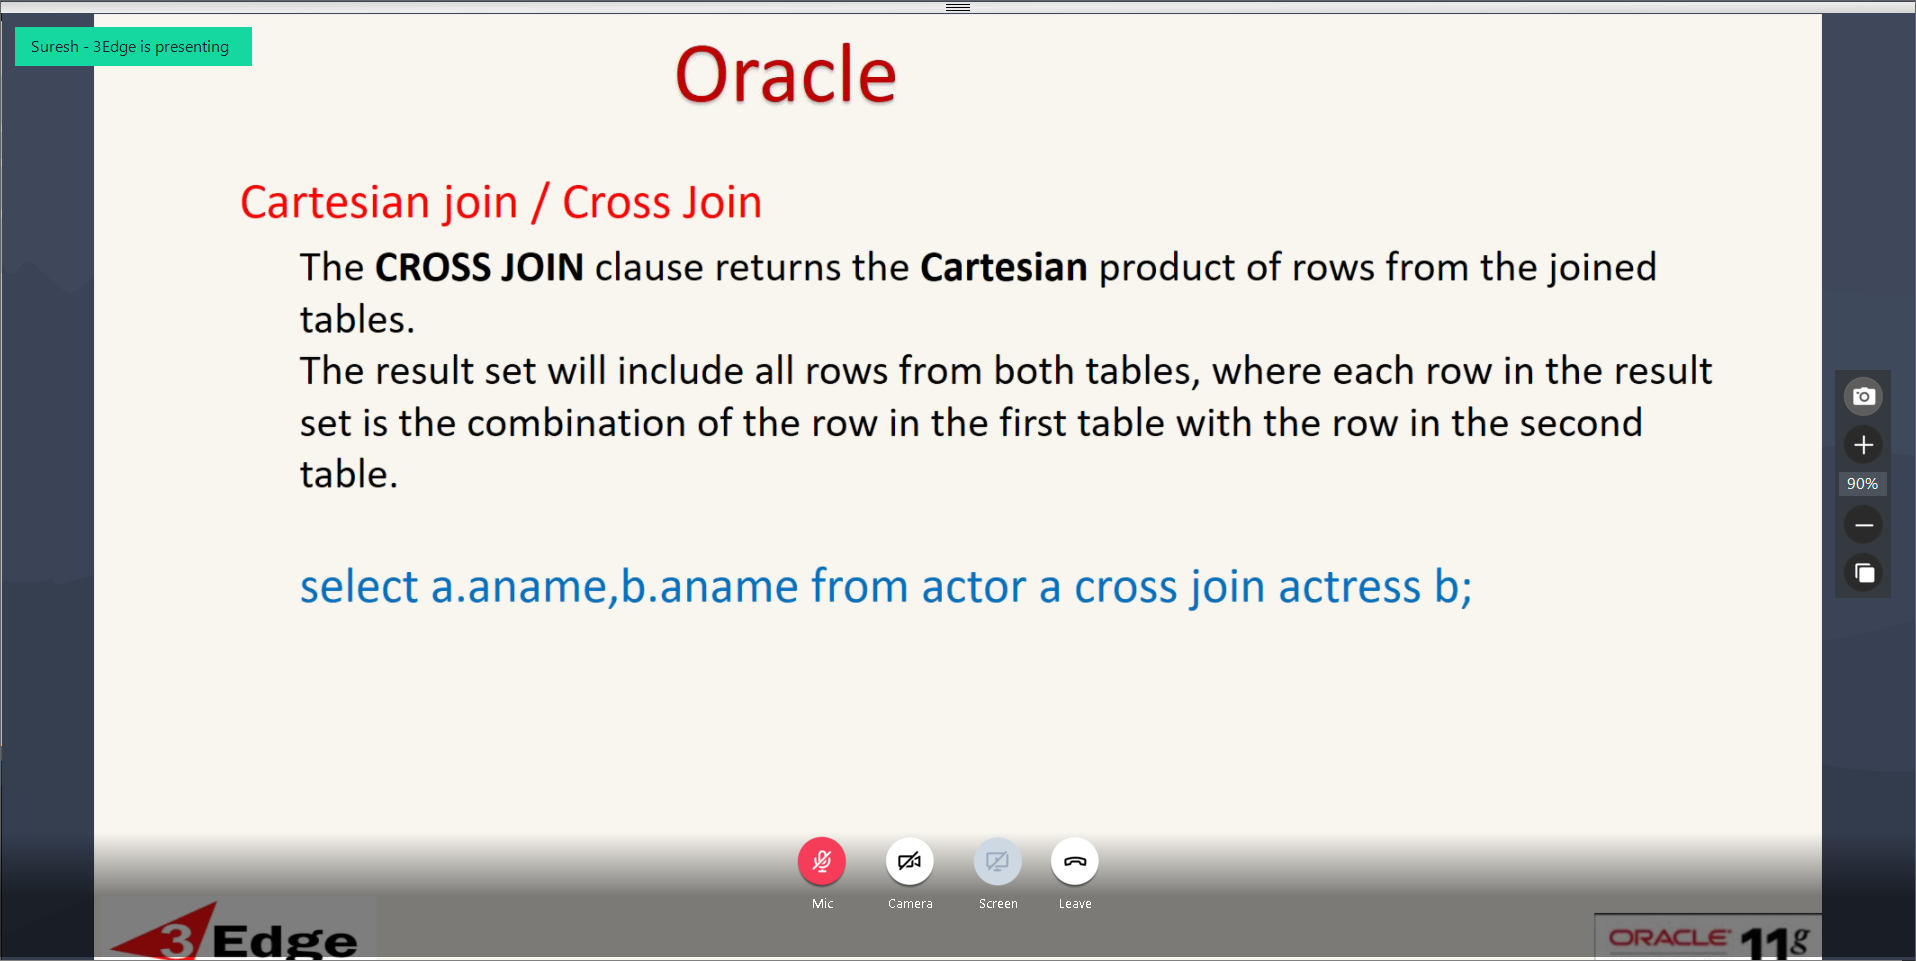 Suresh - 3Edge is presenting
Oracle
Cartesian join / Cross Join
The CROSS JOIN clause returns the Cartesian product of rows from the joined
tables.
The result set will include all rows from both tables, where each row in the result
set is the combination of the row in the first table with the row in the second
table.
90%
select a.aname,b.aname from actor a cross join actress b;
Mic Camera Screen Leave
3Edge
ORACLE 11g